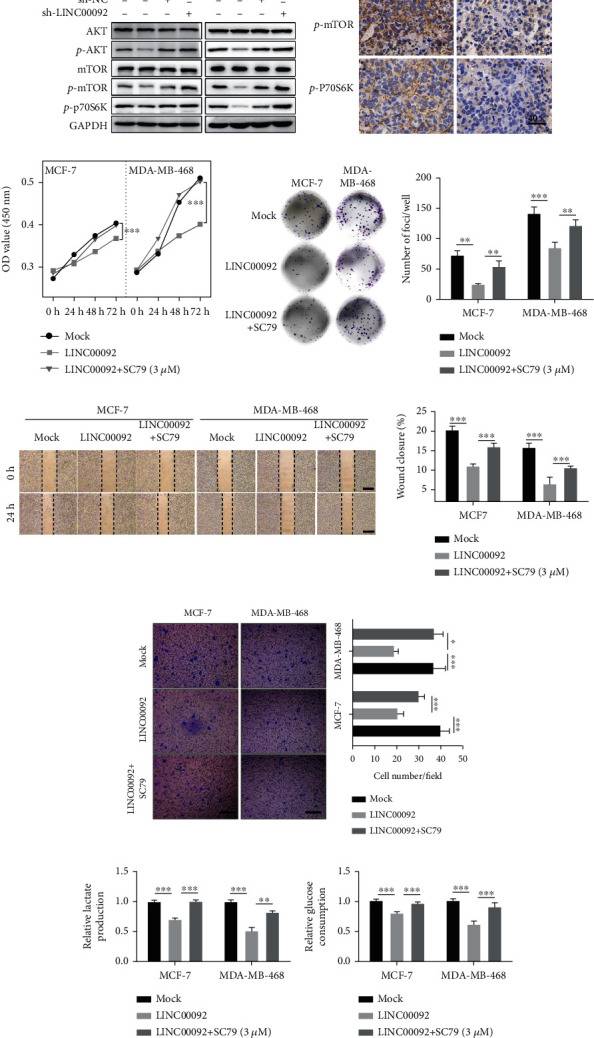 sh-NC – – + –
sh-LINC00092 – – – + – – – +
AKT
p-AKT
mTOR
p-mTOR
p-p70S6K
GAPDH
p-mTOR
p-P70S6K
OD value (450 nm)
0.5
0.4
0.3
MCF-7
MDA-MB-468
***
***
0 h 24 h 48 h 72 h 0 h 24 h 48 h 72 h
Mock
LINC00092
LINC00092+SC79 (3 μM)
MCF-7
MDA-
MB-468
Mock
LINC00092
LINC00092
+SC79
Number of foci/well
200
150
100
50
0
** **
*** **
MCF-7 MDA-MB-468
Mock
LINC00092
LINC00092+SC79 (3 μM)
MCF-7 MDA-MB-468
Mock LINC00092 LINC00092
+SC79
Mock LINC00092 LINC00092
+SC79
0 h
24 h
Wound closure (%)
25
20
15
10
5
*** ***
*** ***
MCF7 MDA-MB-468
Mock
LINC00092
LINC00092+SC79 (3 μM)
MCF-7 MDA-MB-468
Mock
LINC00092
LINC00092+
SC79
MDA-MB-468
MCF-7
*
***
***
***
0 10 20 30 40 50
Cell number/field
Mock
LINC00092
LINC00092+SC79
Relative lactate
production
1.5
1.0
0.5
0.0
*** ***
*** **
MCF-7 MDA-MB-468
Mock
LINC00092
LINC00092+SC79 (3 μM)
Relative glucose
consumption
1.5
1.0
0.5
0.0
*** ***
*** ***
MCF-7 MDA-MB-468
Mock
LINC00092
LINC00092+SC79 (3 μM)